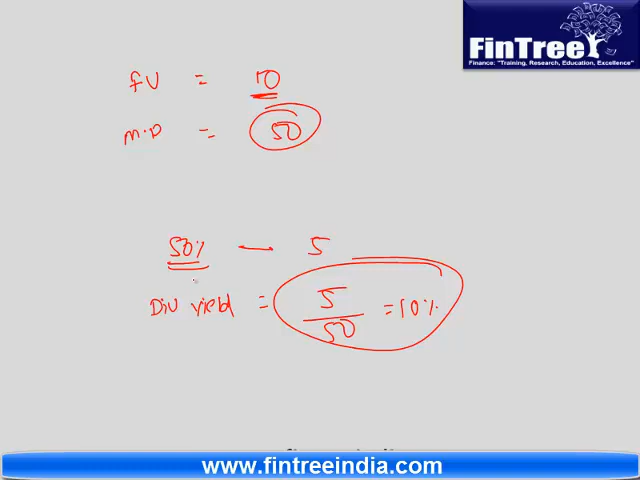 FinTree
Finance: "Training, Research, Education, Excellence"
FV = 10
M.P = 50
50% — 5
Div yield = 5/50 = 10%
www.fintreeindia.com